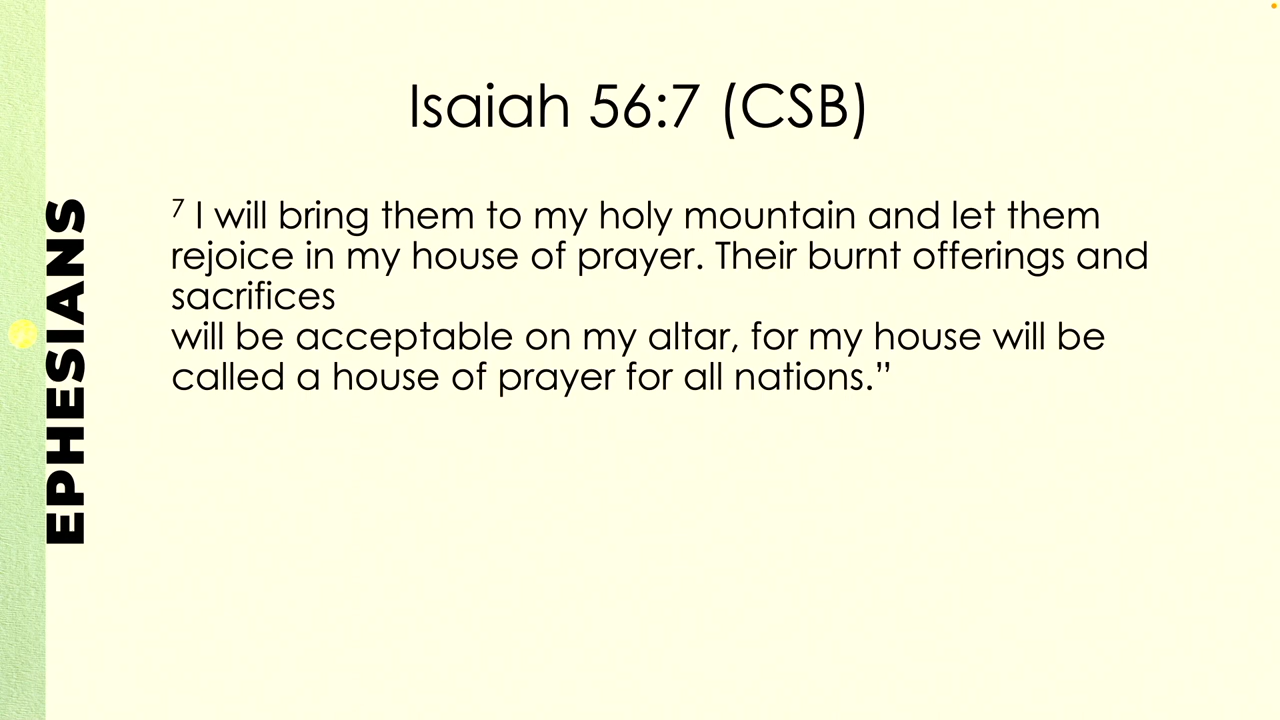 Isaiah 56:7 (CSB)
EPHESIANS
7 I will bring them to my holy mountain and let them
rejoice in my house of prayer. Their burnt offerings and
sacrifices
will be acceptable on my altar, for my house will be
called a house of prayer for all nations.”